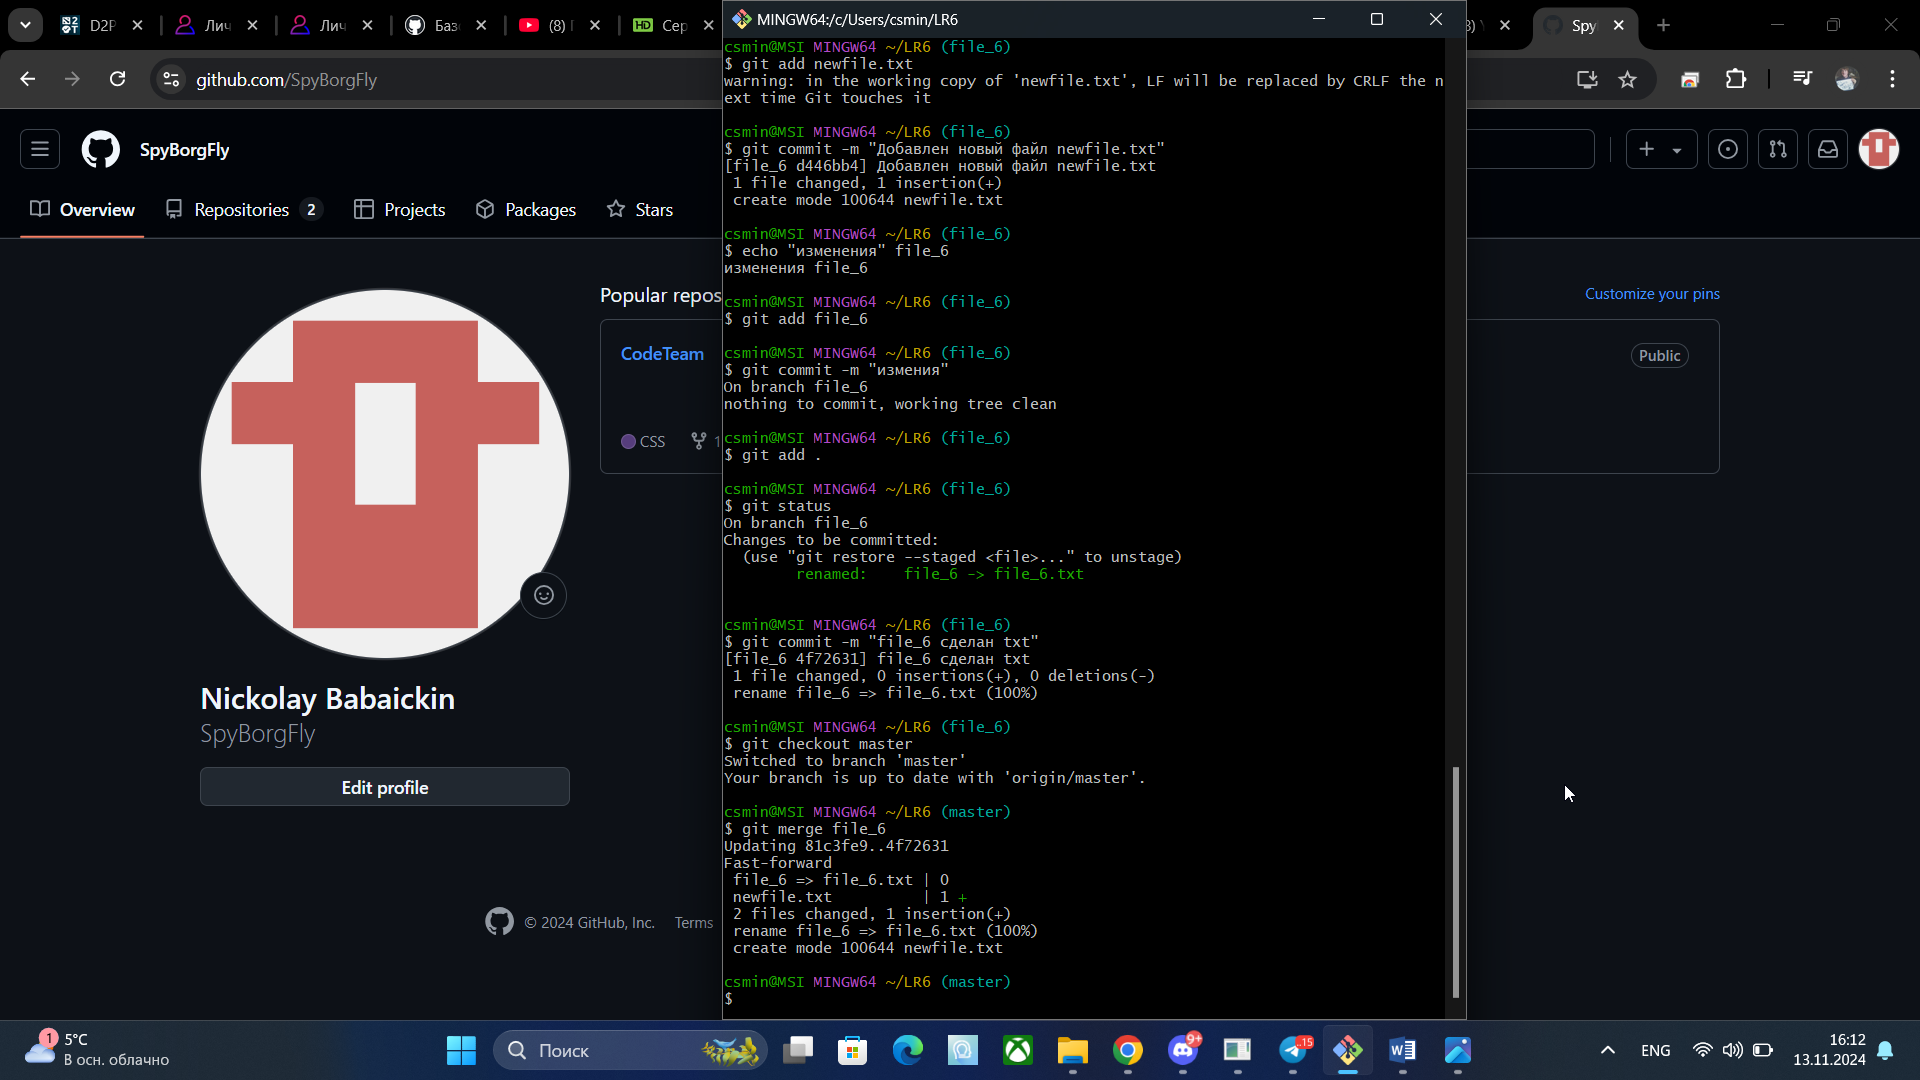 D2P
Лич
Лич
Баз
(8)
HD Сер
Spy
github.com/SpyBorgFly
SpyBorgFly
Overview
Repositories 2
Projects
Packages
Stars
Popular repos
Customize your pins
CodeTeam
Public
CSS
1
Nickolay Babaickin
SpyBorgFly
Edit profile
© 2024 GitHub, Inc. Terms
MINGW64:/c/Users/csmin/LR6
csmin@MSI MINGW64 ~/LR6 (file_6)
$ git add newfile.txt
warning: in the working copy of 'newfile.txt', LF will be replaced by CRLF the n
ext time Git touches it
csmin@MSI MINGW64 ~/LR6 (file_6)
$ git commit -m "Добавлен новый файл newfile.txt"
[file_6 d446bb4] Добавлен новый файл newfile.txt
1 file changed, 1 insertion(+)
create mode 100644 newfile.txt
csmin@MSI MINGW64 ~/LR6 (file_6)
$ echo "изменения" file_6
изменения file_6
csmin@MSI MINGW64 ~/LR6 (file_6)
$ git add file_6
csmin@MSI MINGW64 ~/LR6 (file_6)
$ git commit -m "измения"
On branch file_6
nothing to commit, working tree clean
csmin@MSI MINGW64 ~/LR6 (file_6)
$ git add .
csmin@MSI MINGW64 ~/LR6 (file_6)
$ git status
On branch file_6
Changes to be committed:
(use "git restore --staged <file>..." to unstage)
renamed: file_6 -> file_6.txt
csmin@MSI MINGW64 ~/LR6 (file_6)
$ git commit -m "file_6 сделан txt"
[file_6 4f72631] file_6 сделан txt
1 file changed, 0 insertions(+), 0 deletions(-)
rename file_6 => file_6.txt (100%)
csmin@MSI MINGW64 ~/LR6 (file_6)
$ git checkout master
Switched to branch 'master'
Your branch is up to date with 'origin/master'.
csmin@MSI MINGW64 ~/LR6 (master)
$ git merge file_6
Updating 81c3fe9..4f72631
Fast-forward
file_6 => file_6.txt | 0
newfile.txt | 1 +
2 files changed, 1 insertion(+)
rename file_6 => file_6.txt (100%)
create mode 100644 newfile.txt
csmin@MSI MINGW64 ~/LR6 (master)
$
1
5°C
В осн. облачно
Поиск
9+
15
ENG
16:12
13.11.2024